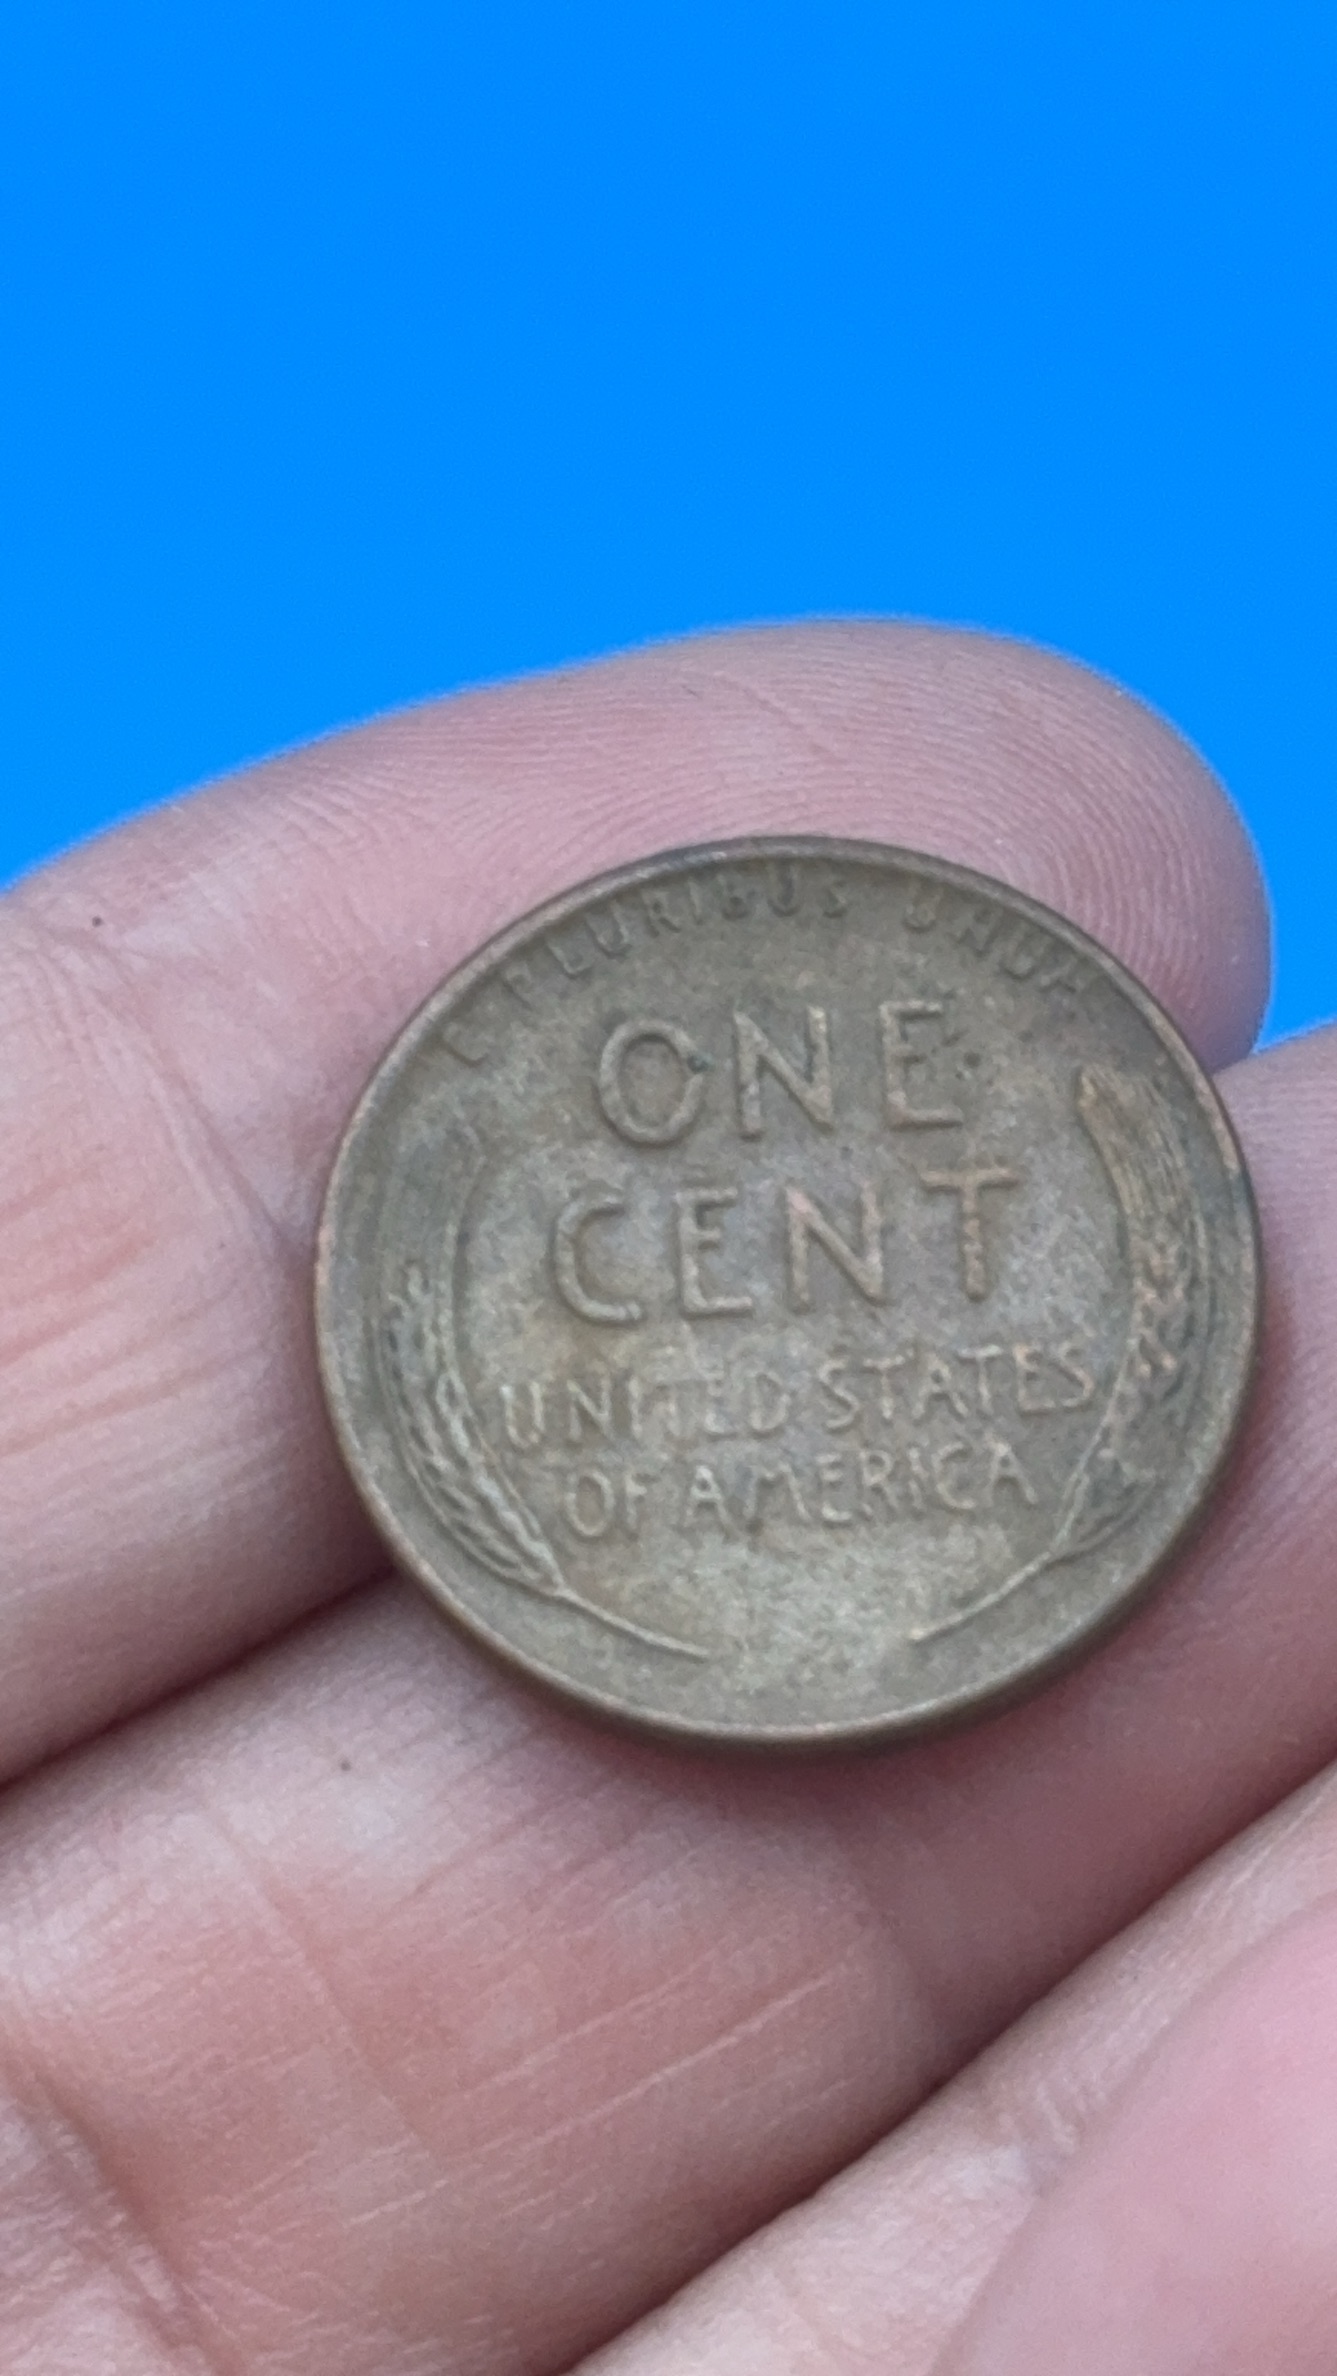 E PLURIBUS UNUM
ONE
CENT
UNITED STATES
OF AMERICA